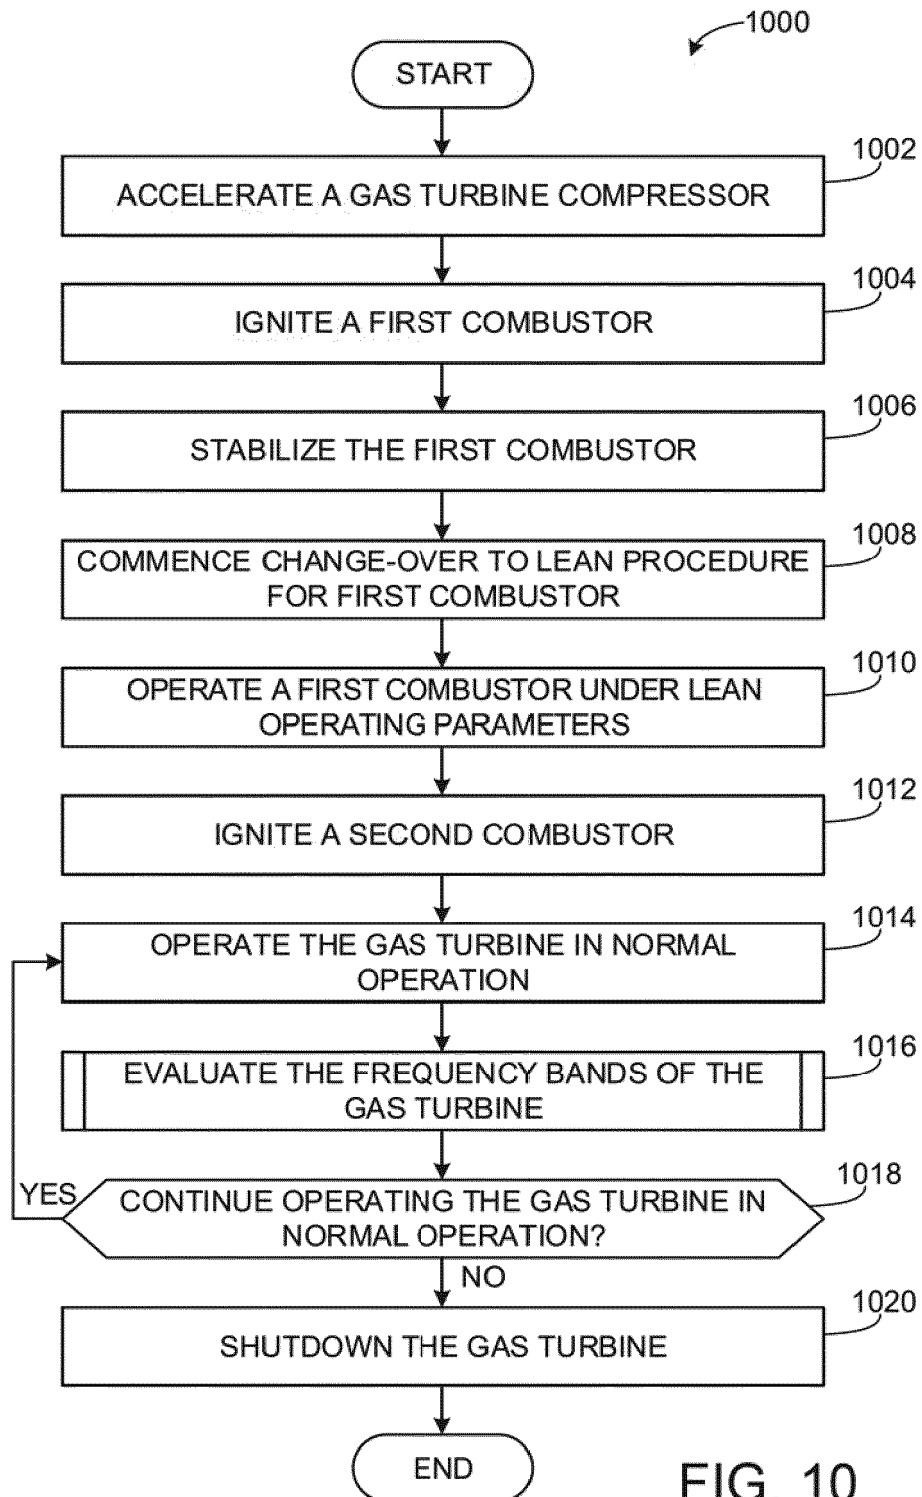 1000
START
1002
ACCELERATE A GAS TURBINE COMPRESSOR
1004
IGNITE A FIRST COMBUSTOR
1006
STABILIZE THE FIRST COMBUSTOR
1008
COMMENCE CHANGE-OVER TO LEAN PROCEDURE
FOR FIRST COMBUSTOR
1010
OPERATE A FIRST COMBUSTOR UNDER LEAN
OPERATING PARAMETERS
1012
IGNITE A SECOND COMBUSTOR
1014
OPERATE THE GAS TURBINE IN NORMAL
OPERATION
1016
EVALUATE THE FREQUENCY BANDS OF THE
GAS TURBINE
1018
YES
CONTINUE OPERATING THE GAS TURBINE IN
NORMAL OPERATION?
NO
1020
SHUTDOWN THE GAS TURBINE
END
FIG. 10